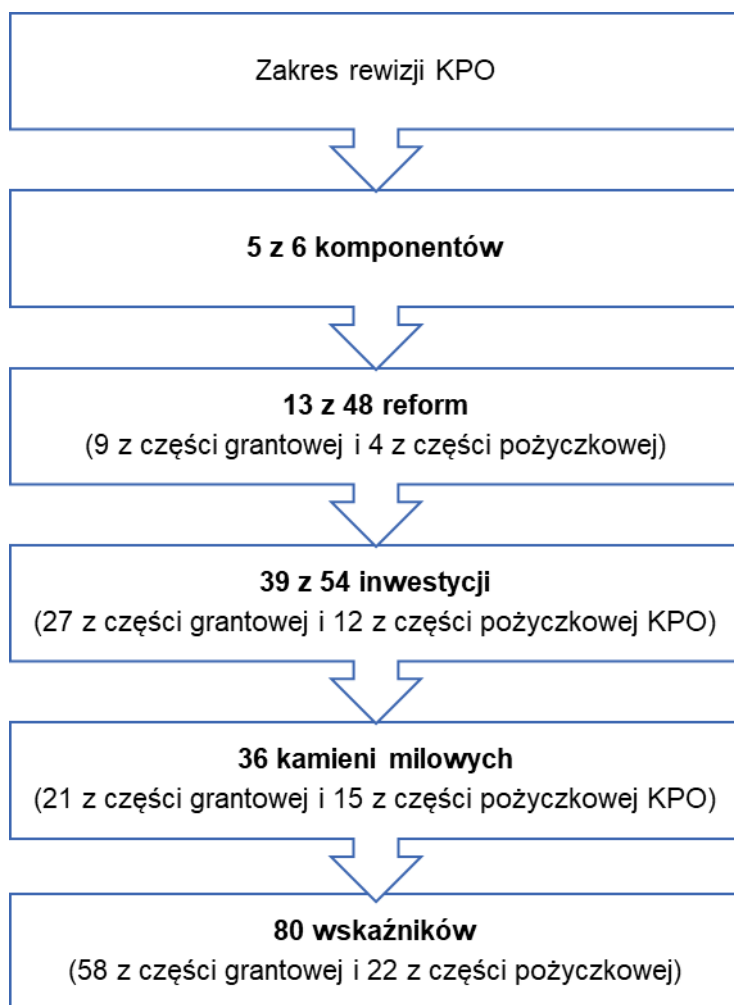 Zakres rewizji KPO
5 z 6 komponentów
13 z 48 reform
(9 z części grantowej i 4 z części pożyczkowej)
39 z 54 inwestycji
(27 z części grantowej i 12 z części pożyczkowej KPO)
36 kamieni milowych
(21 z części grantowej i 15 z części pożyczkowej KPO)
80 wskaźników
(58 z części grantowej i 22 z części pożyczkowej)